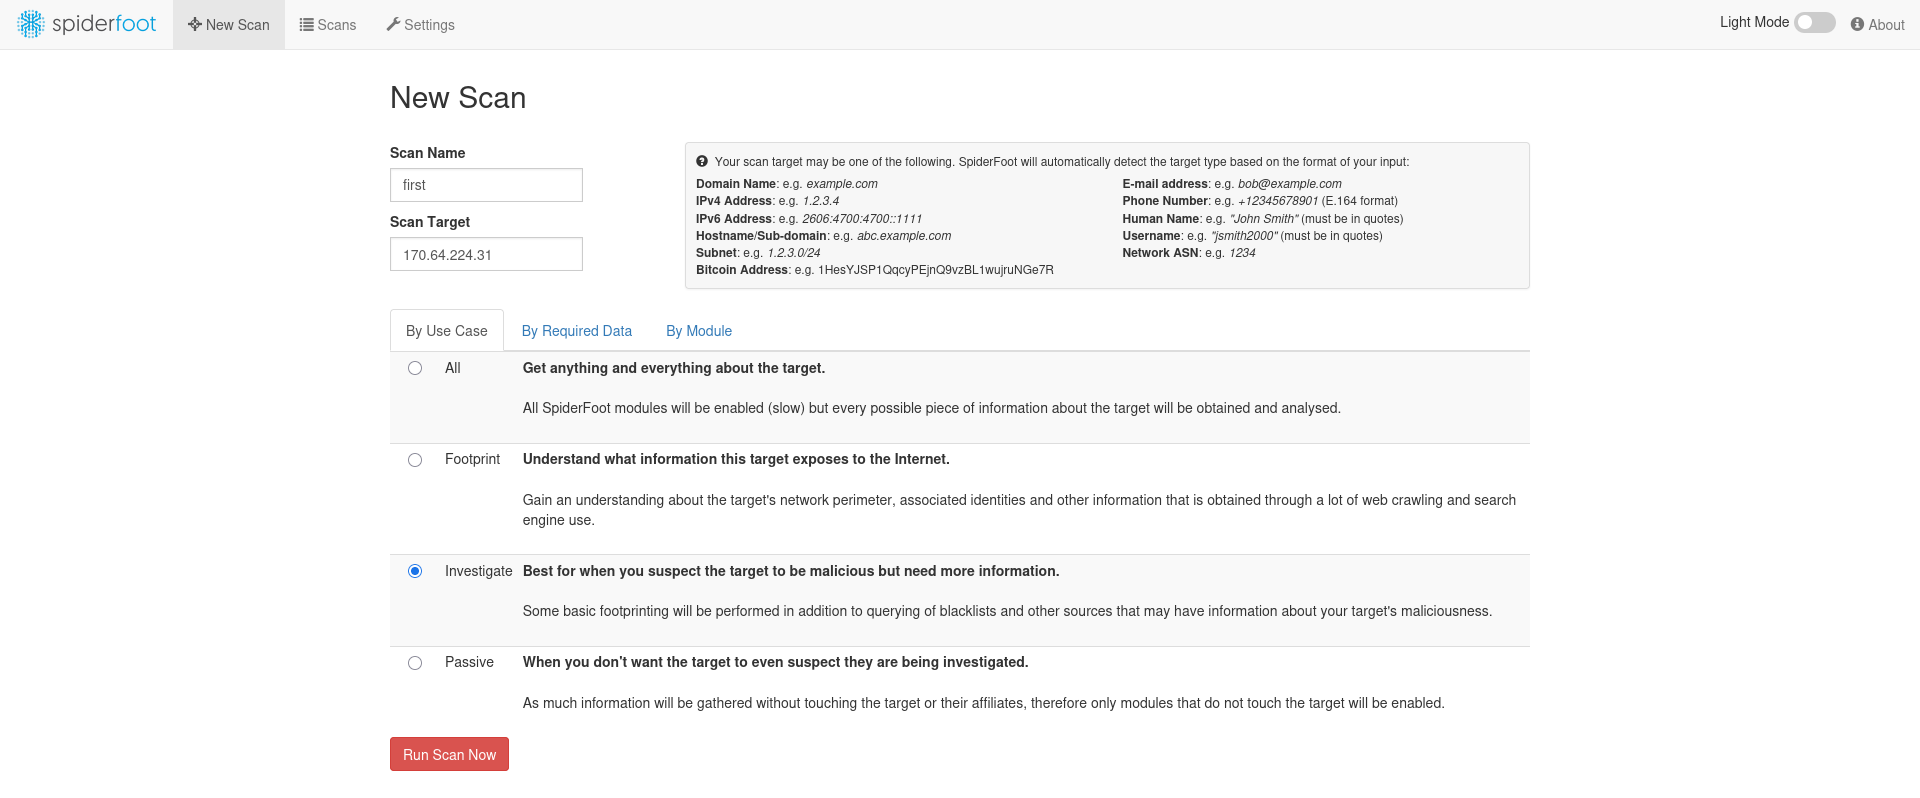 spiderfoot New Scan Scans Settings Light Mode About
New Scan
Scan Name
first
Scan Target
170.64.224.31
Your scan target may be one of the following. SpiderFoot will automatically detect the target type based on the format of your input:
Domain Name: e.g. example.com
IPv4 Address: e.g. 1.2.3.4
IPv6 Address: e.g. 2606:4700:4700::1111
Hostname/Sub-domain: e.g. abc.example.com
Subnet: e.g. 1.2.3.0/24
Bitcoin Address: e.g. 1HesYJSP1QqcyPEjnQ9vzBL1wujruNGe7R
E-mail address: e.g. bob@example.com
Phone Number: e.g. +12345678901 (E.164 format)
Human Name: e.g. "John Smith" (must be in quotes)
Username: e.g. "jsmith2000" (must be in quotes)
Network ASN: e.g. 1234
By Use Case By Required Data By Module
All Get anything and everything about the target.
All SpiderFoot modules will be enabled (slow) but every possible piece of information about the target will be obtained and analysed.
Footprint Understand what information this target exposes to the Internet.
Gain an understanding about the target's network perimeter, associated identities and other information that is obtained through a lot of web crawling and search
engine use.
Investigate Best for when you suspect the target to be malicious but need more information.
Some basic footprinting will be performed in addition to querying of blacklists and other sources that may have information about your target's maliciousness.
Passive When you don't want the target to even suspect they are being investigated.
As much information will be gathered without touching the target or their affiliates, therefore only modules that do not touch the target will be enabled.
Run Scan Now